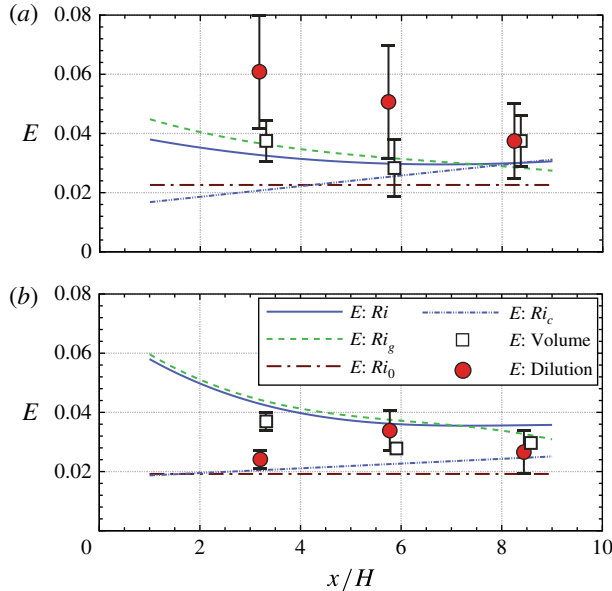 (a)
0.08
0.06
E
0.04
0.02
0
(b)
0.08
E: Ri
E: Ri_c
E: Ri_g
E: Volume
E: Ri_0
E: Dilution
0.06
E
0.04
0.02
0 2 4 6 8 10
x/H